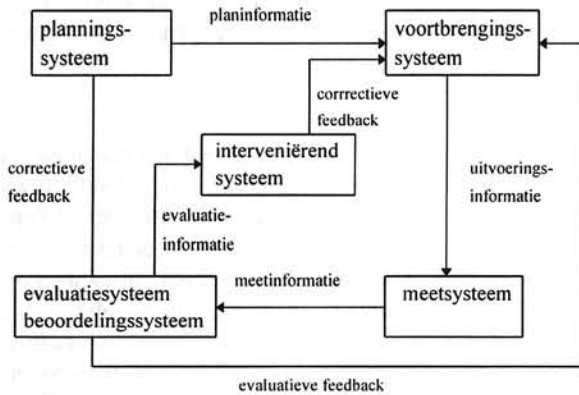 plannings-
systeem
planinformatie
voortbrengings-
systeem
corrrectieve
feedback
interveniërend
systeem
correctieve
feedback
evaluatie-
informatie
uitvoerings-
informatie
evaluatiesysteem
beoordelingssysteem
meetinformatie
meetsysteem
evaluatieve feedback